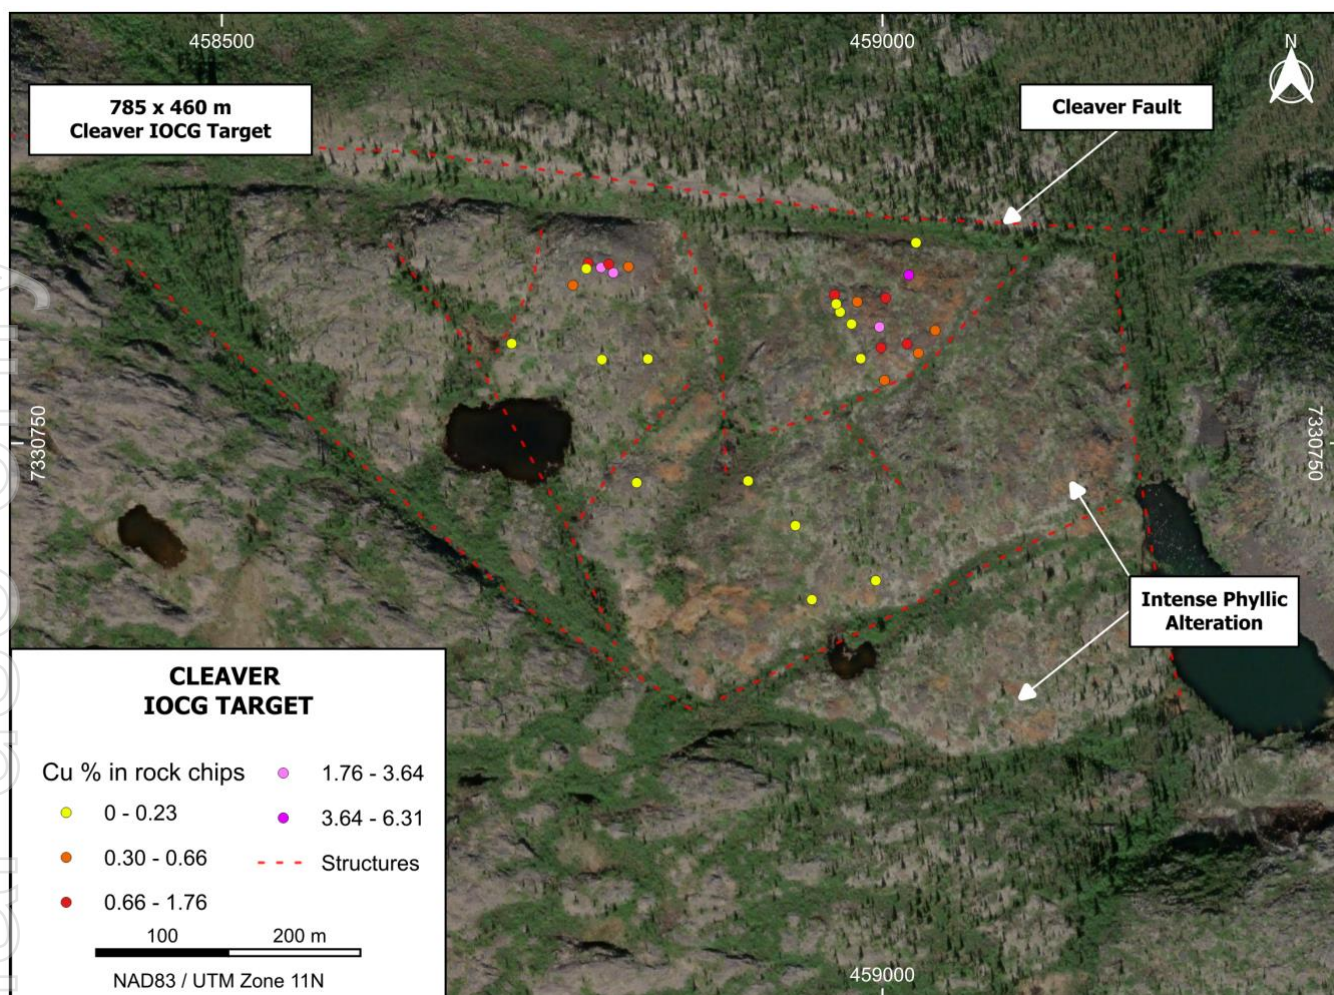 458500
459000
N
785 x 460 m
Cleaver IOCG Target
Cleaver Fault
7330750
7330750
Intense Phyllic
Alteration
CLEAVER
IOCG TARGET
Cu % in rock chips
0 - 0.23
0.30 - 0.66
0.66 - 1.76
1.76 - 3.64
3.64 - 6.31
Structures
100
200 m
NAD83 / UTM Zone 11N
459000